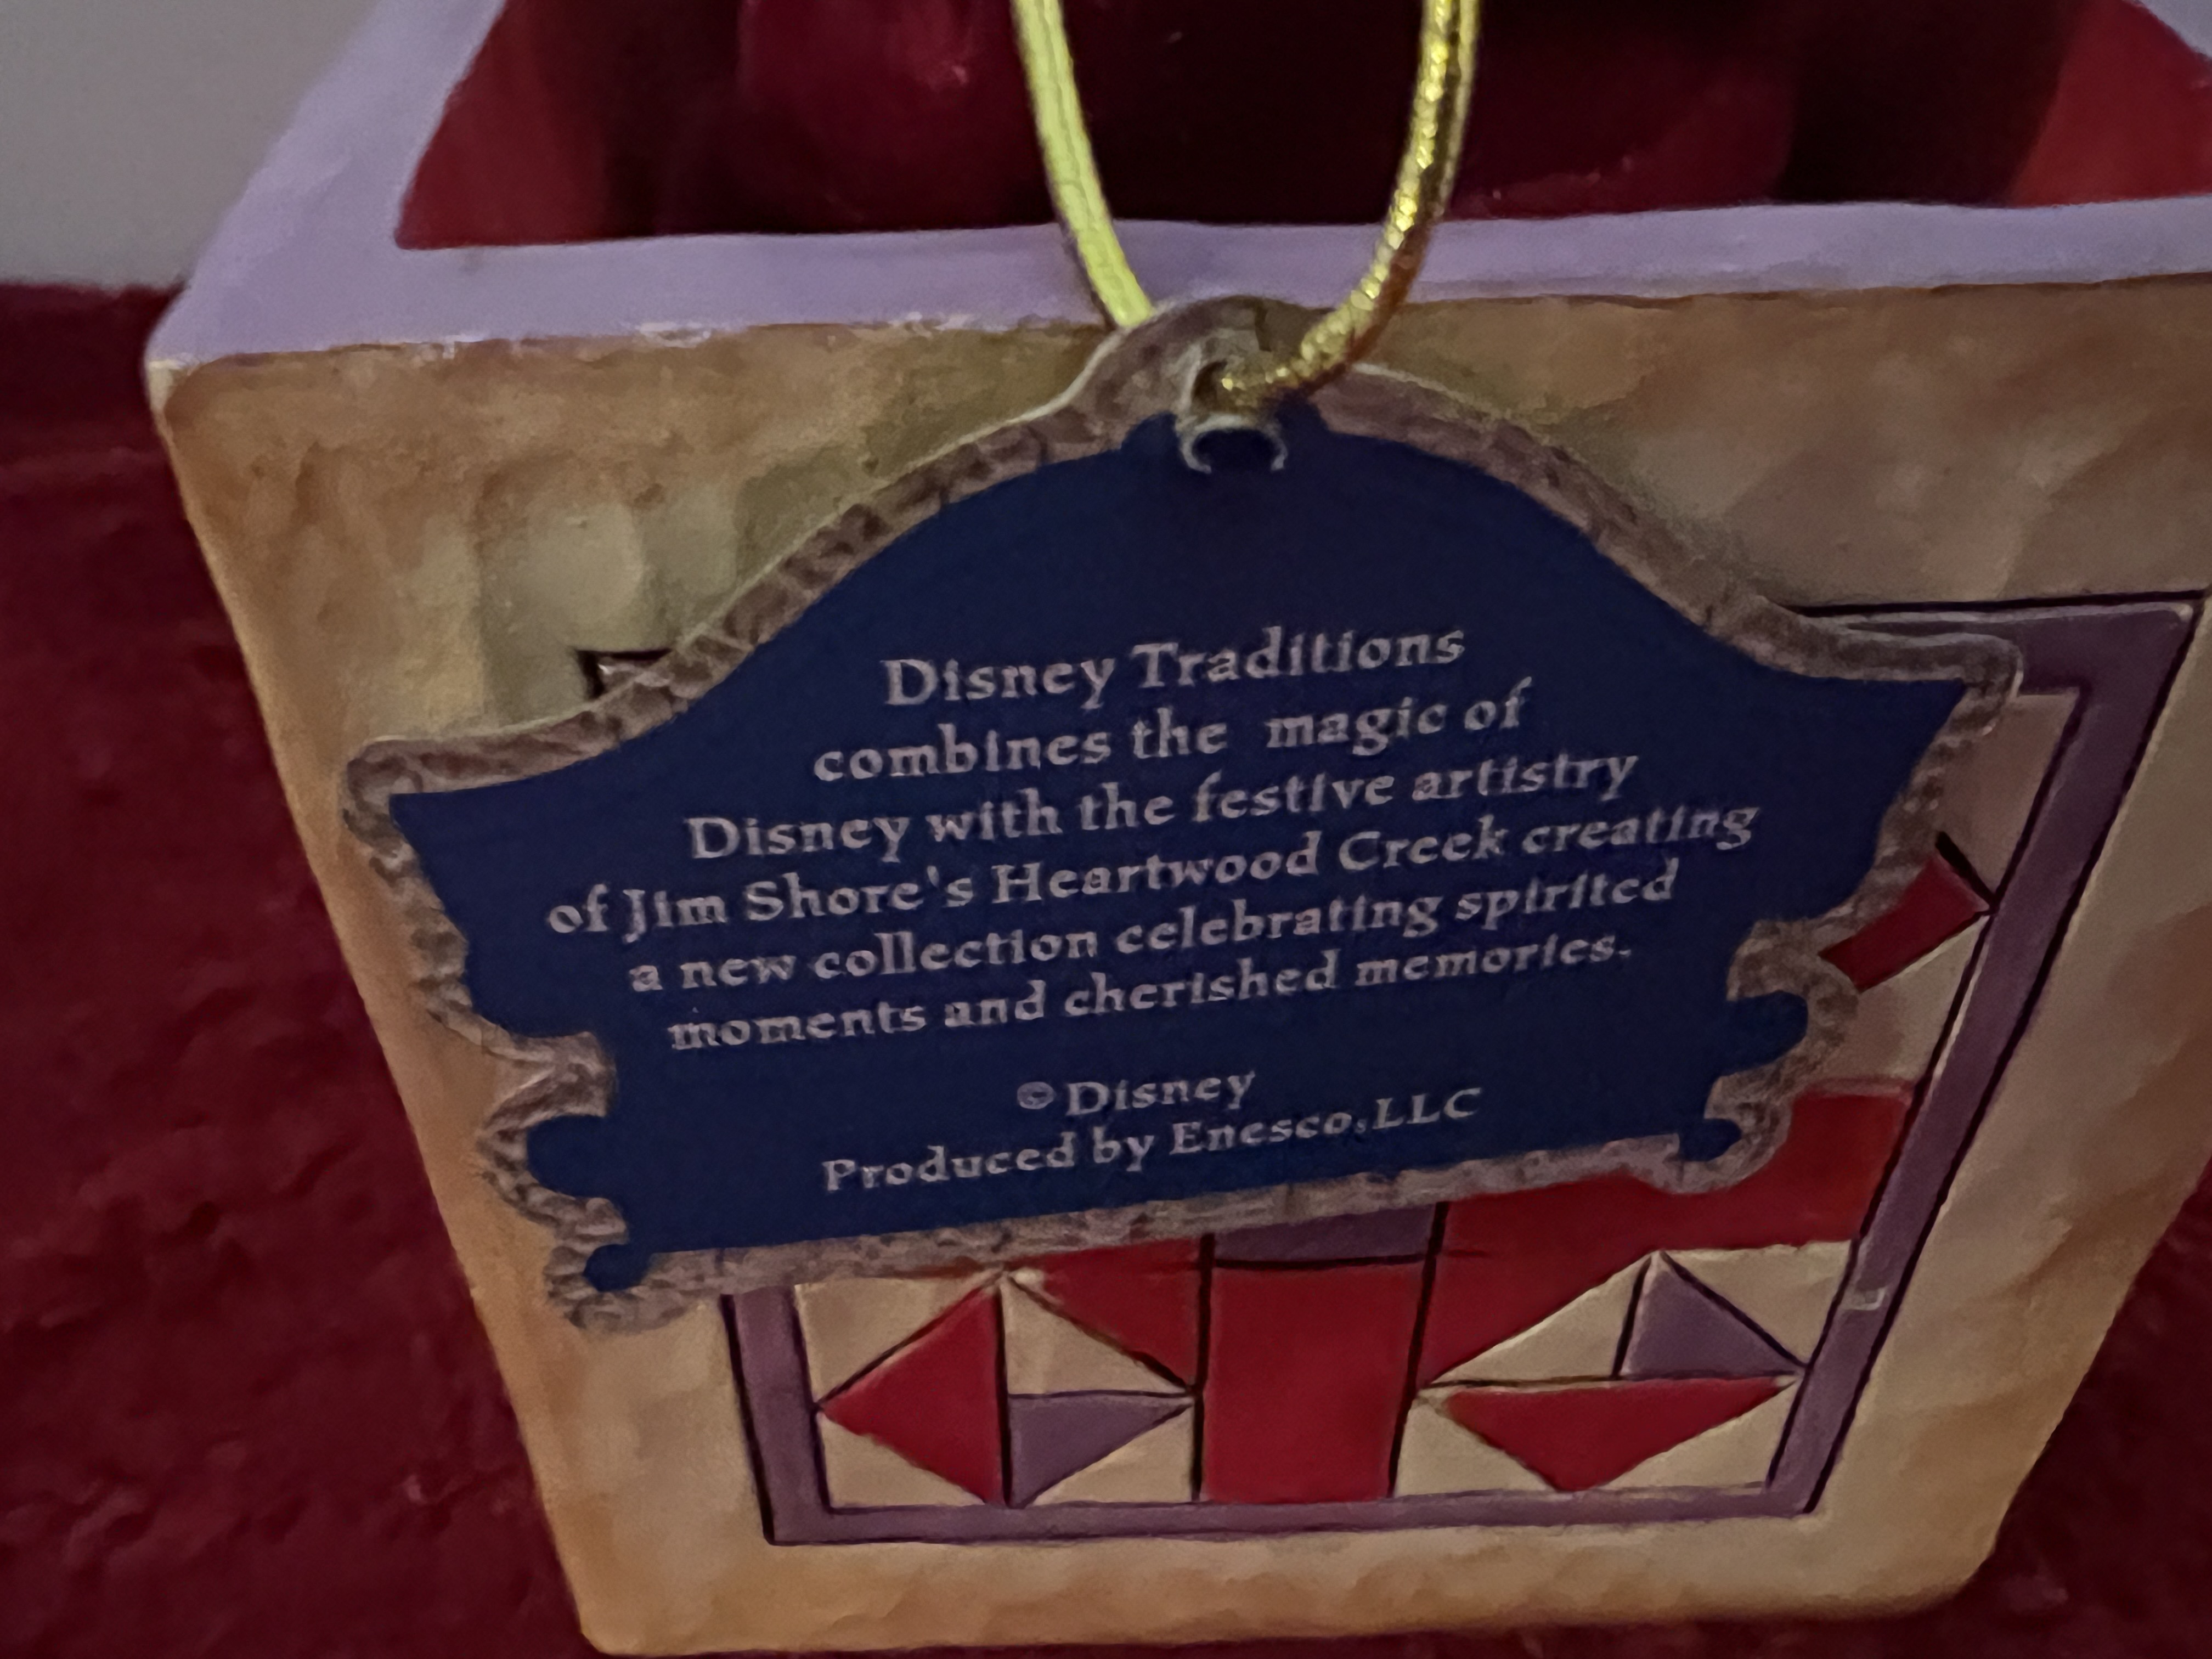 Disney Traditions
combines the magic of
Disney with the festive artistry
of Jim Shore's Heartwood Creek creating
a new collection celebrating spirited
moments and cherished memories.
©Disney
Produced by Enesco, LLC